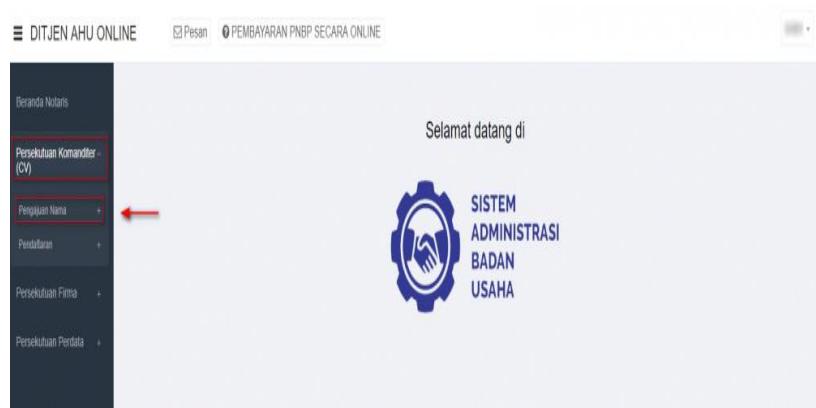 ☰ DITJEN AHU ONLINE
Pesan
PEMBAYARAN PNBP SECARA ONLINE
Beranda Notaris
Persekutuan Komanditer -
(CV)
Pengajuan Nama +
Pendaftaran +
Persekutuan Firma +
Persekutuan Perdata +
Selamat datang di
SISTEM
ADMINISTRASI
BADAN
USAHA